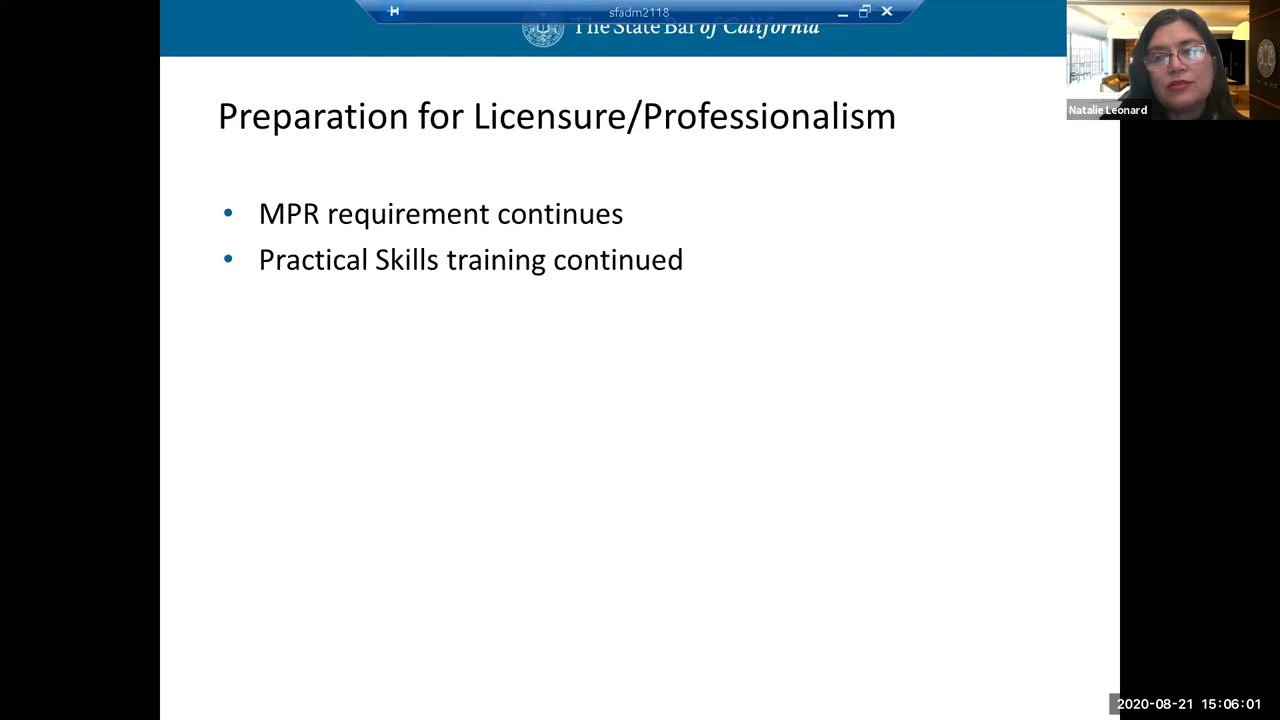 sfadm2118
The State Bar of California
Natalie Leonard
Preparation for Licensure/Professionalism
• MPR requirement continues
• Practical Skills training continued
2020-08-21 15:06:01